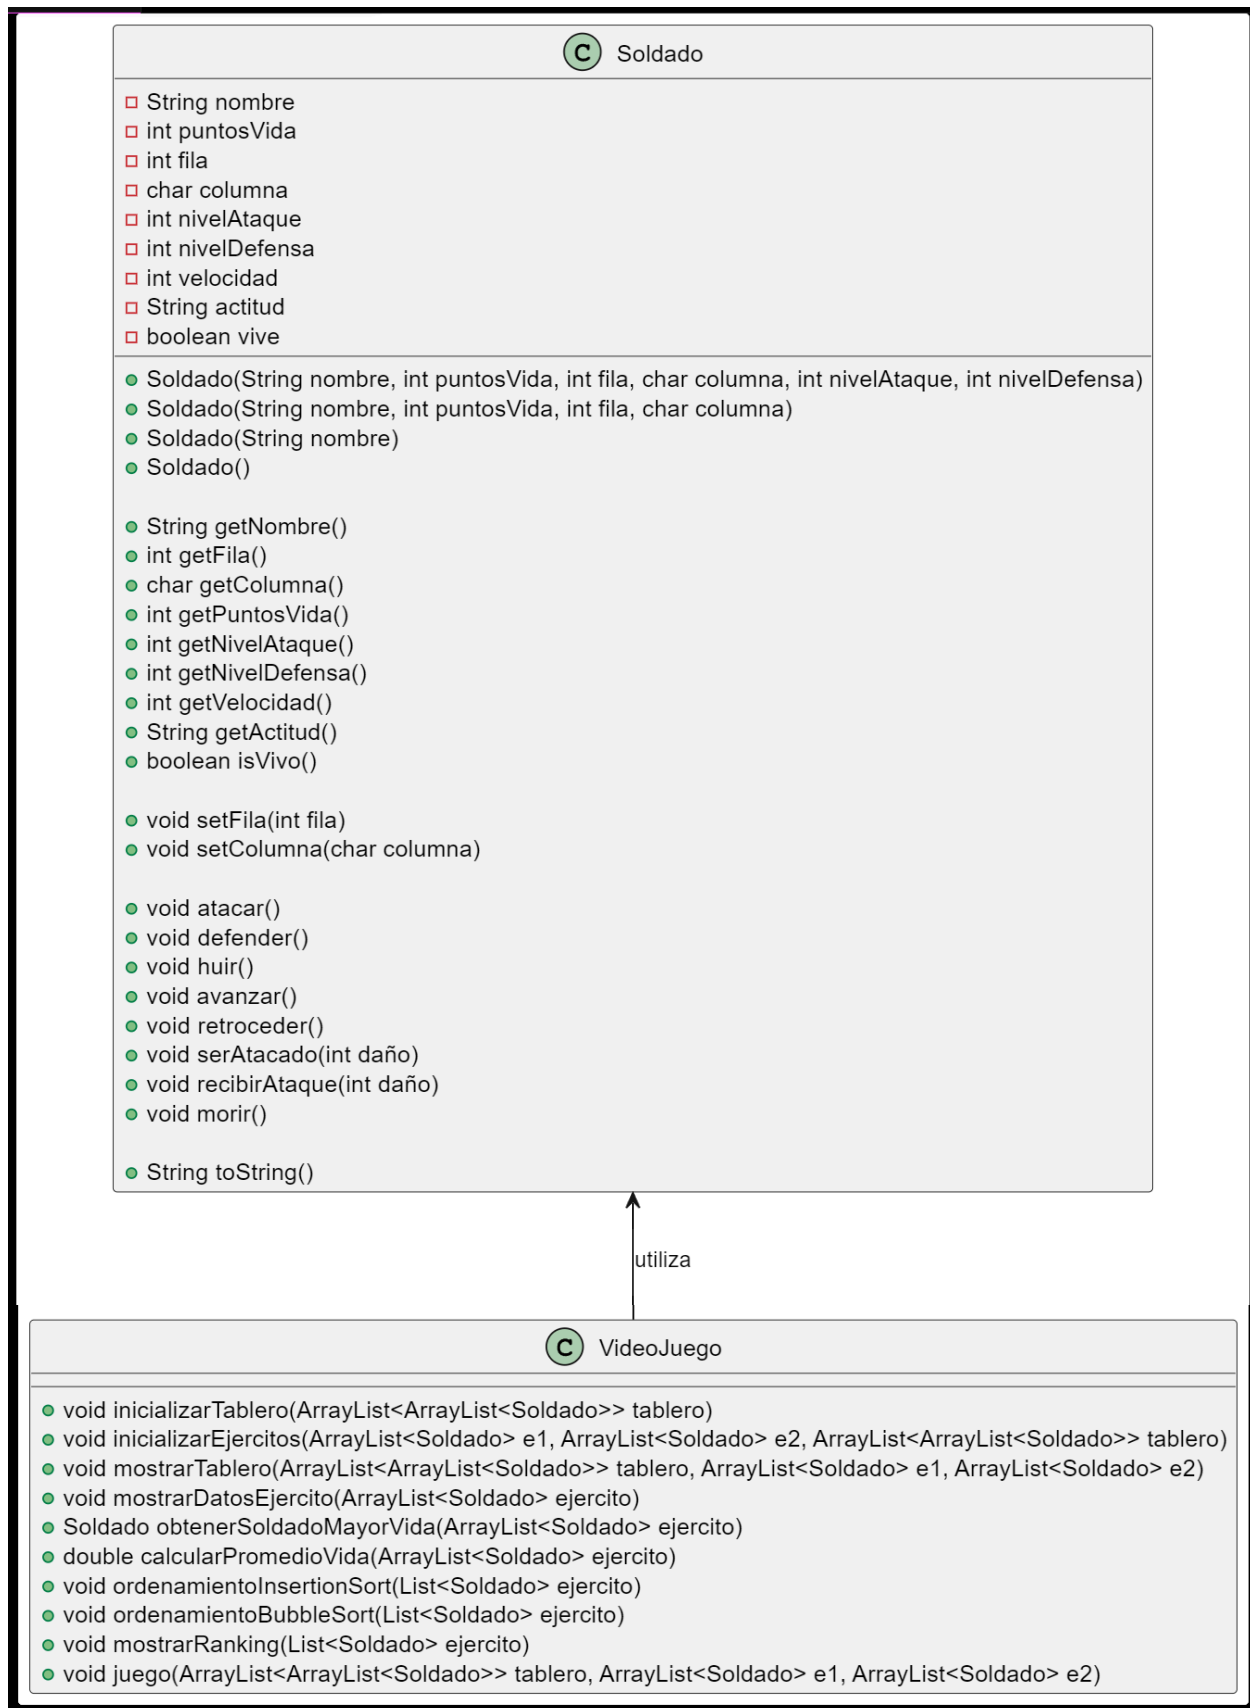 C Soldado
String nombre
int puntosVida
int fila
char columna
int nivelAtaque
int nivelDefensa
int velocidad
String actitud
boolean vive
Soldado(String nombre, int puntosVida, int fila, char columna, int nivelAtaque, int nivelDefensa)
Soldado(String nombre, int puntosVida, int fila, char columna)
Soldado(String nombre)
Soldado()
String getNombre()
int getFila()
char getColumna()
int getPuntosVida()
int getNivelAtaque()
int getNivelDefensa()
int getVelocidad()
String getActitud()
boolean isVivo()
void setFila(int fila)
void setColumna(char columna)
void atacar()
void defender()
void huir()
void avanzar()
void retroceder()
void serAtacado(int daño)
void recibirAtaque(int daño)
void morir()
String toString()
utiliza
C VideoJuego
void inicializarTablero(ArrayList<ArrayList<Soldado>> tablero)
void inicializarEjercitos(ArrayList<Soldado> e1, ArrayList<Soldado> e2, ArrayList<ArrayList<Soldado>> tablero)
void mostrarTablero(ArrayList<ArrayList<Soldado>> tablero, ArrayList<Soldado> e1, ArrayList<Soldado> e2)
void mostrarDatosEjercito(ArrayList<Soldado> ejercito)
Soldado obtenerSoldadoMayorVida(ArrayList<Soldado> ejercito)
double calcularPromedioVida(ArrayList<Soldado> ejercito)
void ordenamientoInsertionSort(List<Soldado> ejercito)
void ordenamientoBubbleSort(List<Soldado> ejercito)
void mostrarRanking(List<Soldado> ejercito)
void juego(ArrayList<ArrayList<Soldado>> tablero, ArrayList<Soldado> e1, ArrayList<Soldado> e2)